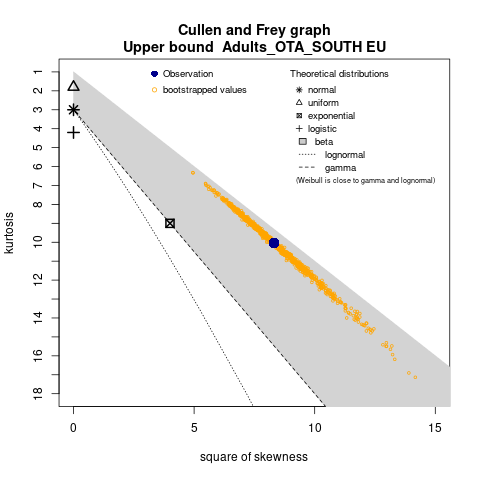 Cullen and Frey graph
Upper bound  Adults_OTA_SOUTH EU
Observation
bootstrapped values
Theoretical distributions
normal
uniform
exponential
logistic
beta
lognormal
gamma
(Weibull is close to gamma and lognormal)
kurtosis
1
2
3
4
5
6
7
8
10
12
14
16
18
0
5
10
15
square of skewness